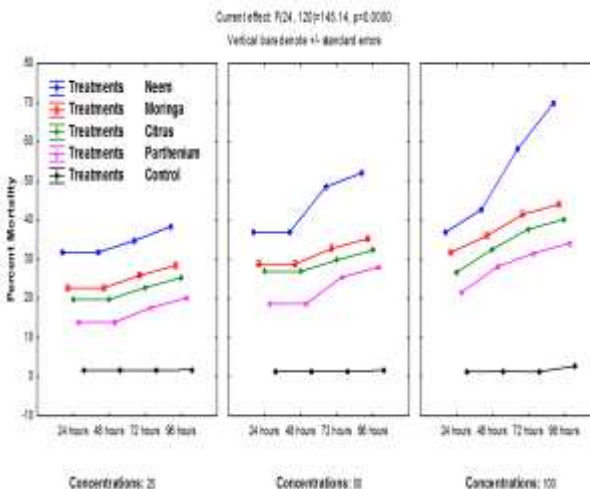 Current effect: F(24, 120)=145.14, p=0.0000
Vertical bars denote +/- standard errors
Percent Mortality
80
70
60
50
40
30
20
10
0
-10
Treatments Neem
Treatments Moringa
Treatments Citrus
Treatments Parthenium
Treatments Control
24 hours 48 hours 72 hours 96 hours
24 hours 48 hours 72 hours 96 hours
24 hours 48 hours 72 hours 96 hours
Concentrations: 25
Concentrations: 50
Concentrations: 100